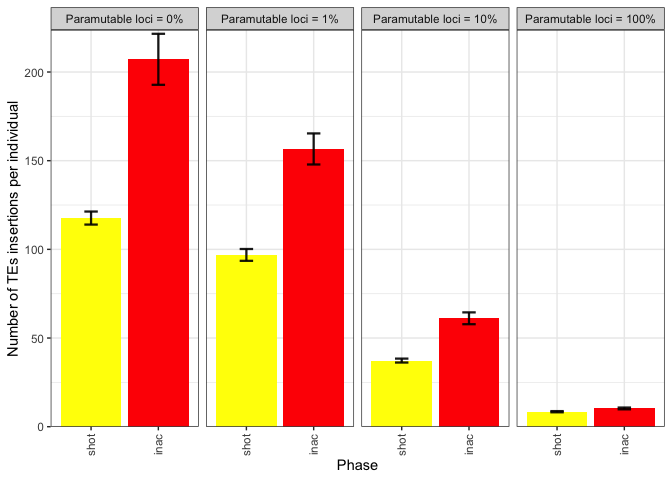 Paramutable loci = 0%
Paramutable loci = 1%
Paramutable loci = 10%
Paramutable loci = 100%
Number of TEs insertions per individual
200
150
100
50
0
shot
inac
shot
inac
shot
inac
shot
inac
Phase